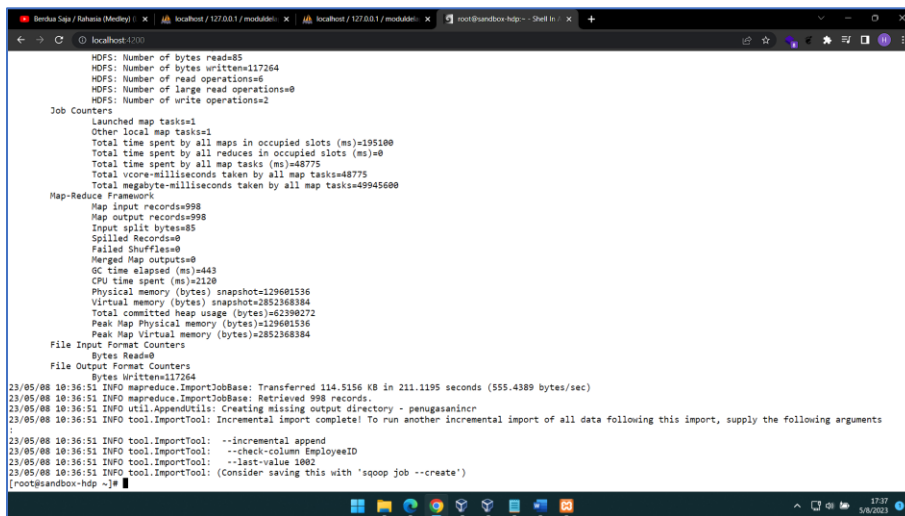 Berdua Saja / Rahasia (Medley) (
localhost / 127.0.0.1 / moduldel
localhost / 127.0.0.1 / moduldel
root@sandbox-hdp:~ - Shell In
localhost:4200
HDFS: Number of bytes read=85
HDFS: Number of bytes written=117264
HDFS: Number of read operations=6
HDFS: Number of large read operations=0
HDFS: Number of write operations=2
Job Counters
Launched map tasks=1
Other local map tasks=1
Total time spent by all maps in occupied slots (ms)=195100
Total time spent by all reduces in occupied slots (ms)=0
Total time spent by all map tasks (ms)=48775
Total vcore-milliseconds taken by all map tasks=48775
Total megabyte-milliseconds taken by all map tasks=49945600
Map-Reduce Framework
Map input records=998
Map output records=998
Input split bytes=85
Spilled Records=0
Failed Shuffles=0
Merged Map outputs=0
GC time elapsed (ms)=443
CPU time spent (ms)=2120
Physical memory (bytes) snapshot=129601536
Virtual memory (bytes) snapshot=2852368384
Total committed heap usage (bytes)=62390272
Peak Map Physical memory (bytes)=129601536
Peak Map Virtual memory (bytes)=2852368384
File Input Format Counters
Bytes Read=0
File Output Format Counters
Bytes Written=117264
23/05/08 10:36:51 INFO mapreduce.ImportJobBase: Transferred 114.5156 KB in 211.1195 seconds (555.4389 bytes/sec)
23/05/08 10:36:51 INFO mapreduce.ImportJobBase: Retrieved 998 records.
23/05/08 10:36:51 INFO util.AppendUtils: Creating missing output directory - penugasanincr
23/05/08 10:36:51 INFO tool.ImportTool: Incremental import complete! To run another incremental import of all data following this import, supply the following arguments
:
23/05/08 10:36:51 INFO tool.ImportTool:  --incremental append
23/05/08 10:36:51 INFO tool.ImportTool:   --check-column EmployeeID
23/05/08 10:36:51 INFO tool.ImportTool:   --last-value 1002
23/05/08 10:36:51 INFO tool.ImportTool: (Consider saving this with 'sqoop job --create')
[root@sandbox-hdp ~]#
17:37
5/8/2023